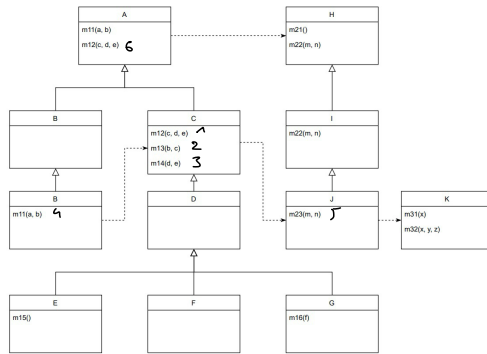 A
m11(a, b)
m12(c, d, e) 6
H
m21()
m22(m, n)
B
C
m12(c, d, e) 1
m13(b, c) 2
m14(d, e) 3
I
m22(m, n)
B
m11(a, b) 4
D
J
m23(m, n) 5
K
m31(x)
m32(x, y, z)
E
m15()
F
G
m16(f)